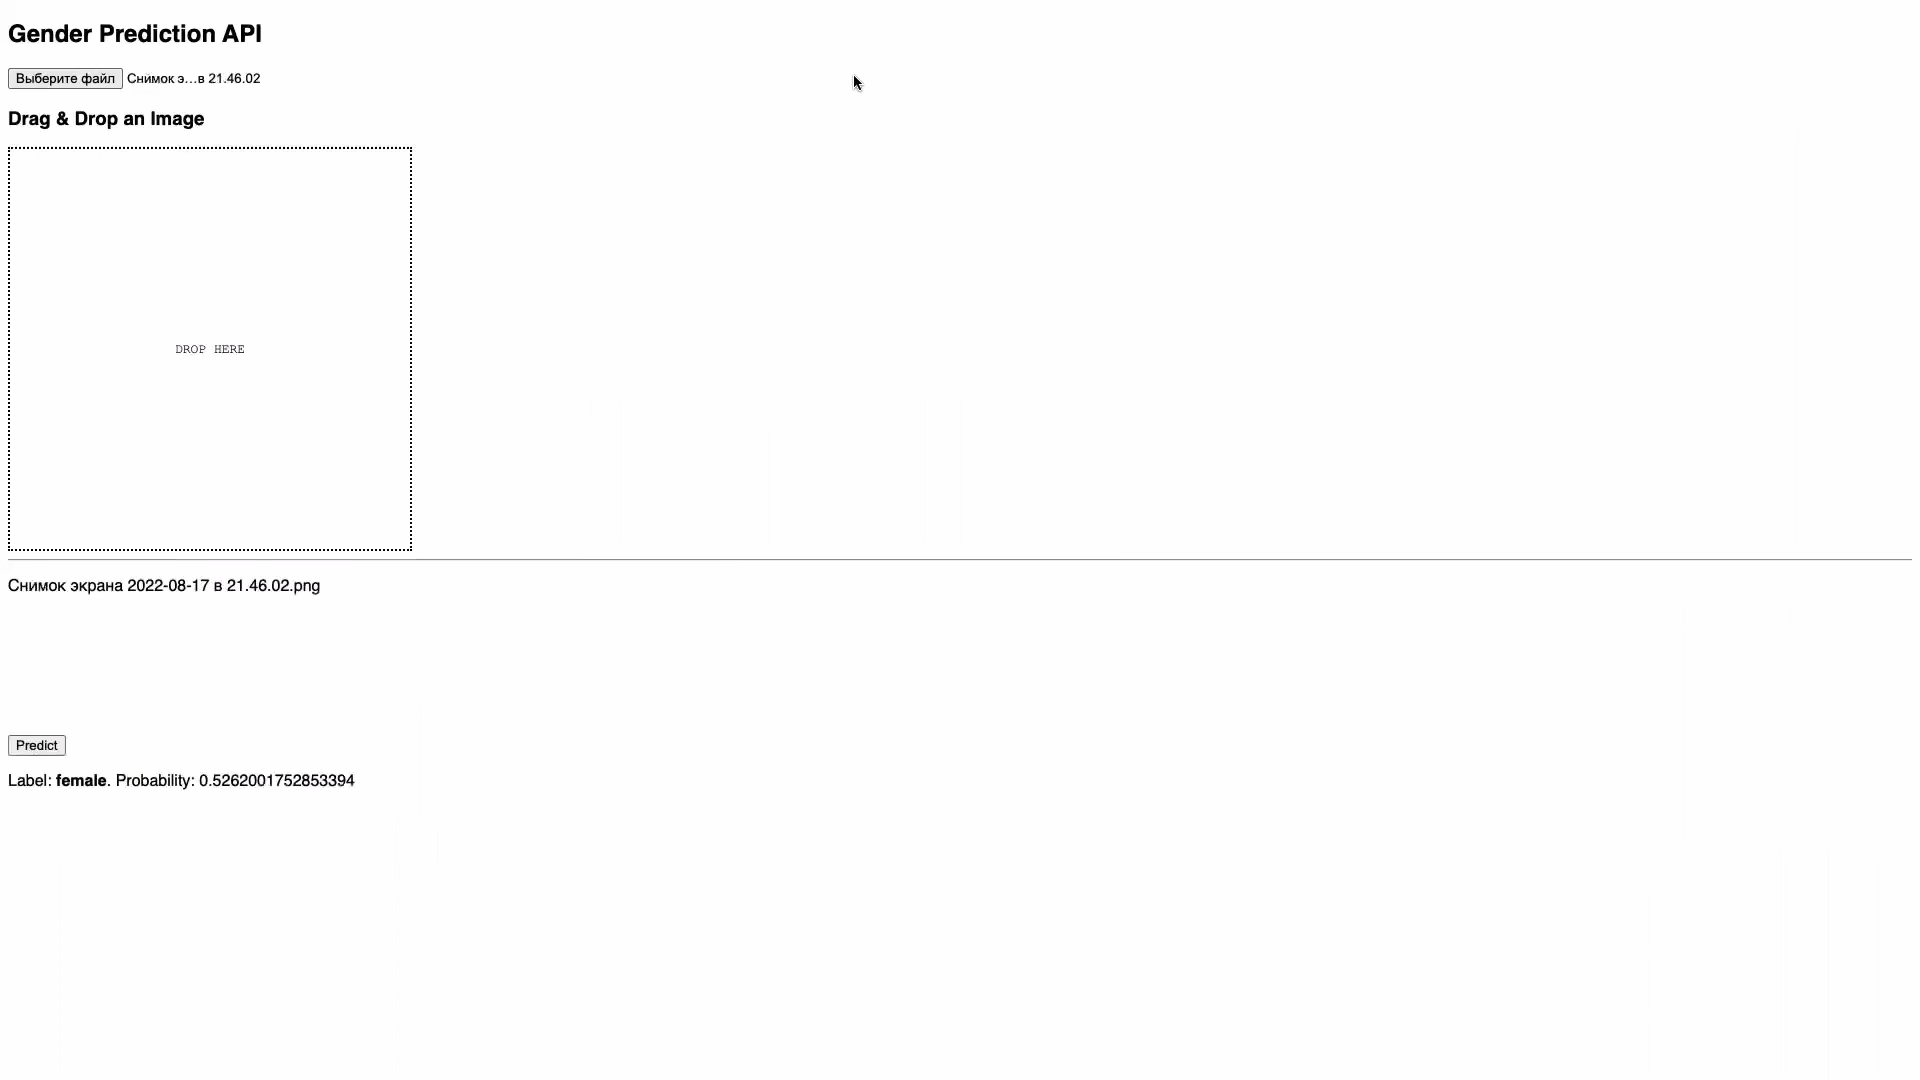 Gender Prediction API
Выберите файл Снимок э...в 21.46.02
Drag & Drop an Image
DROP HERE
Снимок экрана 2022-08-17 в 21.46.02.png
Predict
Label: female. Probability: 0.5262001752853394